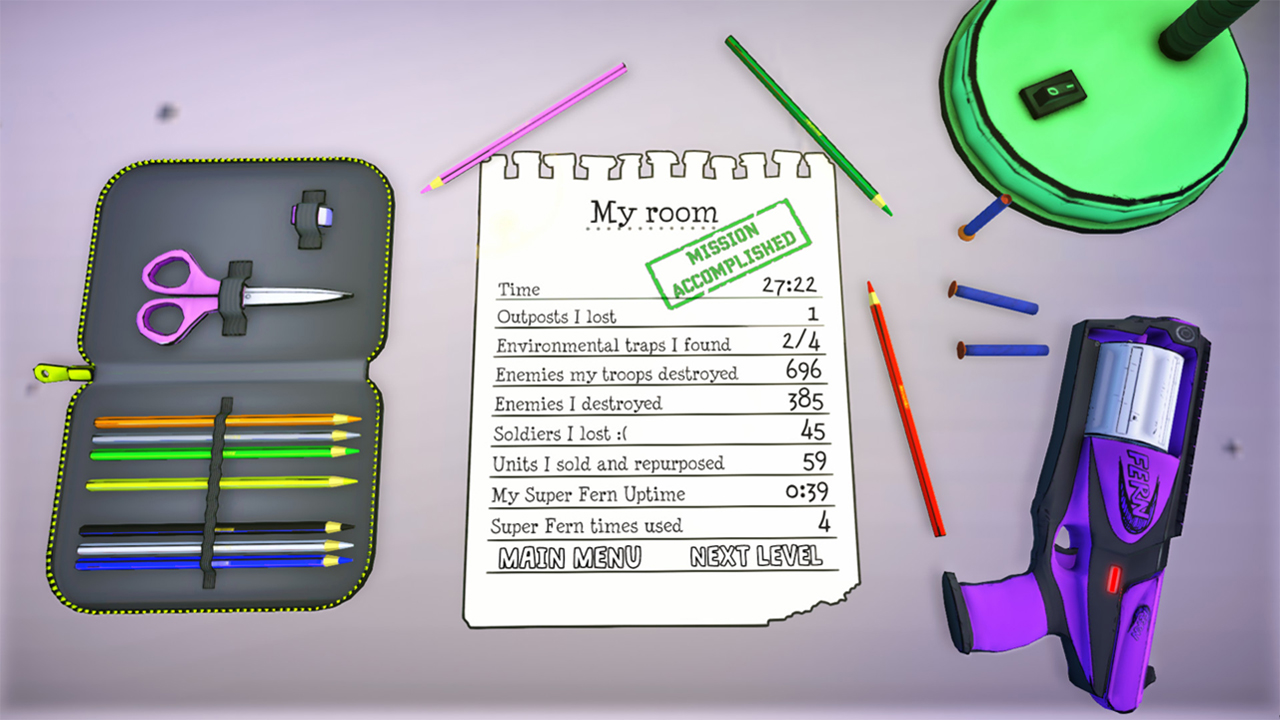 My room
MISSION
ACCOMPLISHED
Time 27:22
Outposts I lost 1
Environmental traps I found 2/4
Enemies my troops destroyed 696
Enemies I destroyed 385
Soldiers I lost :( 45
Units I sold and repurposed 59
My Super Fern Uptime 0:39
Super Fern times used 4
MAIN MENU NEXT LEVEL
FERN